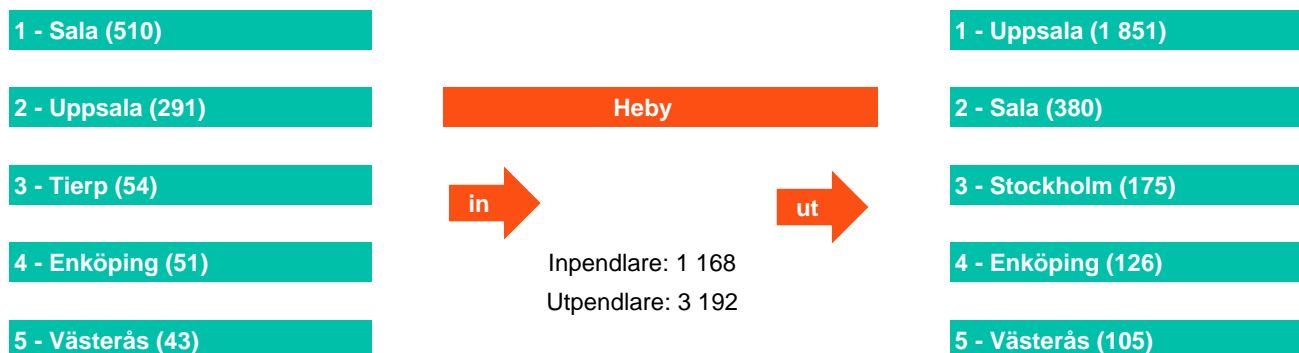 1 - Sala (510)
2 - Uppsala (291)
3 - Tierp (54)
4 - Enköping (51)
5 - Västerås (43)
Heby
in
ut
Inpendlare: 1 168
Utpendlare: 3 192
1 - Uppsala (1 851)
2 - Sala (380)
3 - Stockholm (175)
4 - Enköping (126)
5 - Västerås (105)